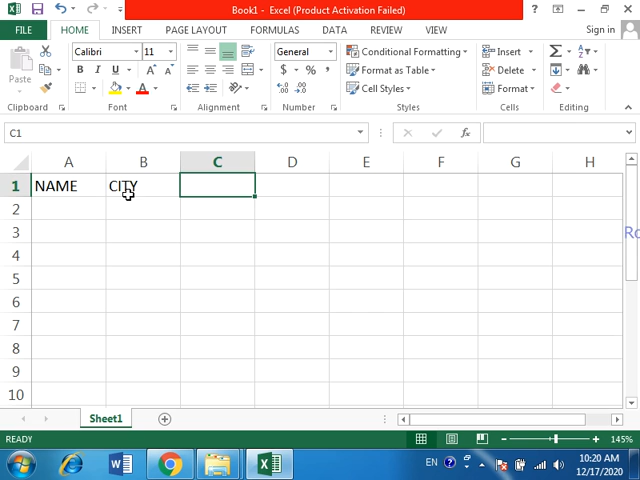 Book1 - Excel (Product Activation Failed)
FILE HOME INSERT PAGE LAYOUT FORMULAS DATA REVIEW VIEW Sign in
Paste
Calibri 11
B I U A A
A
General
$ % ,
Conditional Formatting
Format as Table
Cell Styles
Insert
Delete
Format
Clipboard Font Alignment Number Styles Cells Editing
C1
A B C D E F G H
1 NAME CITY
2
3 Ro
4
5
6
7
8
9
10
Sheet1
READY 145%
EN 10:20 AM
12/17/2020